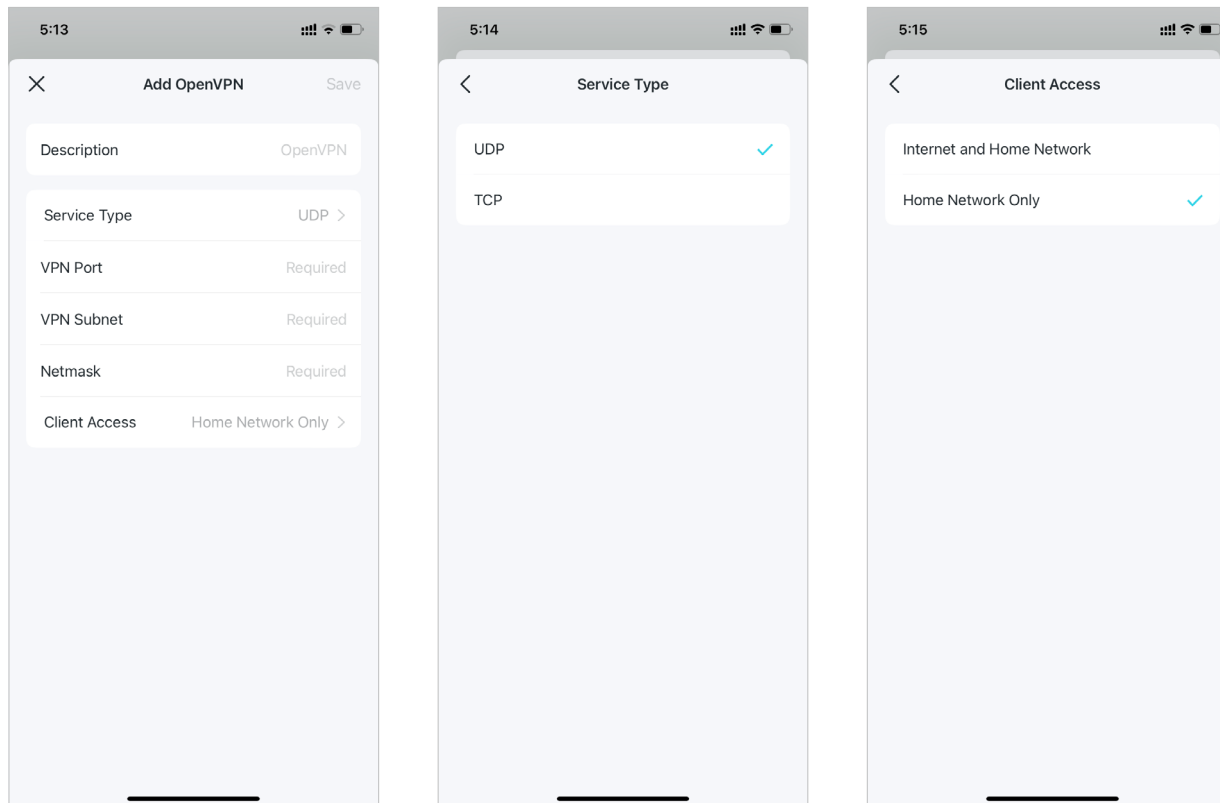 5:13
Add OpenVPN
Save
Description
OpenVPN
Service Type
UDP
VPN Port
Required
VPN Subnet
Required
Netmask
Required
Client Access
Home Network Only
5:14
Service Type
UDP
TCP
5:15
Client Access
Internet and Home Network
Home Network Only